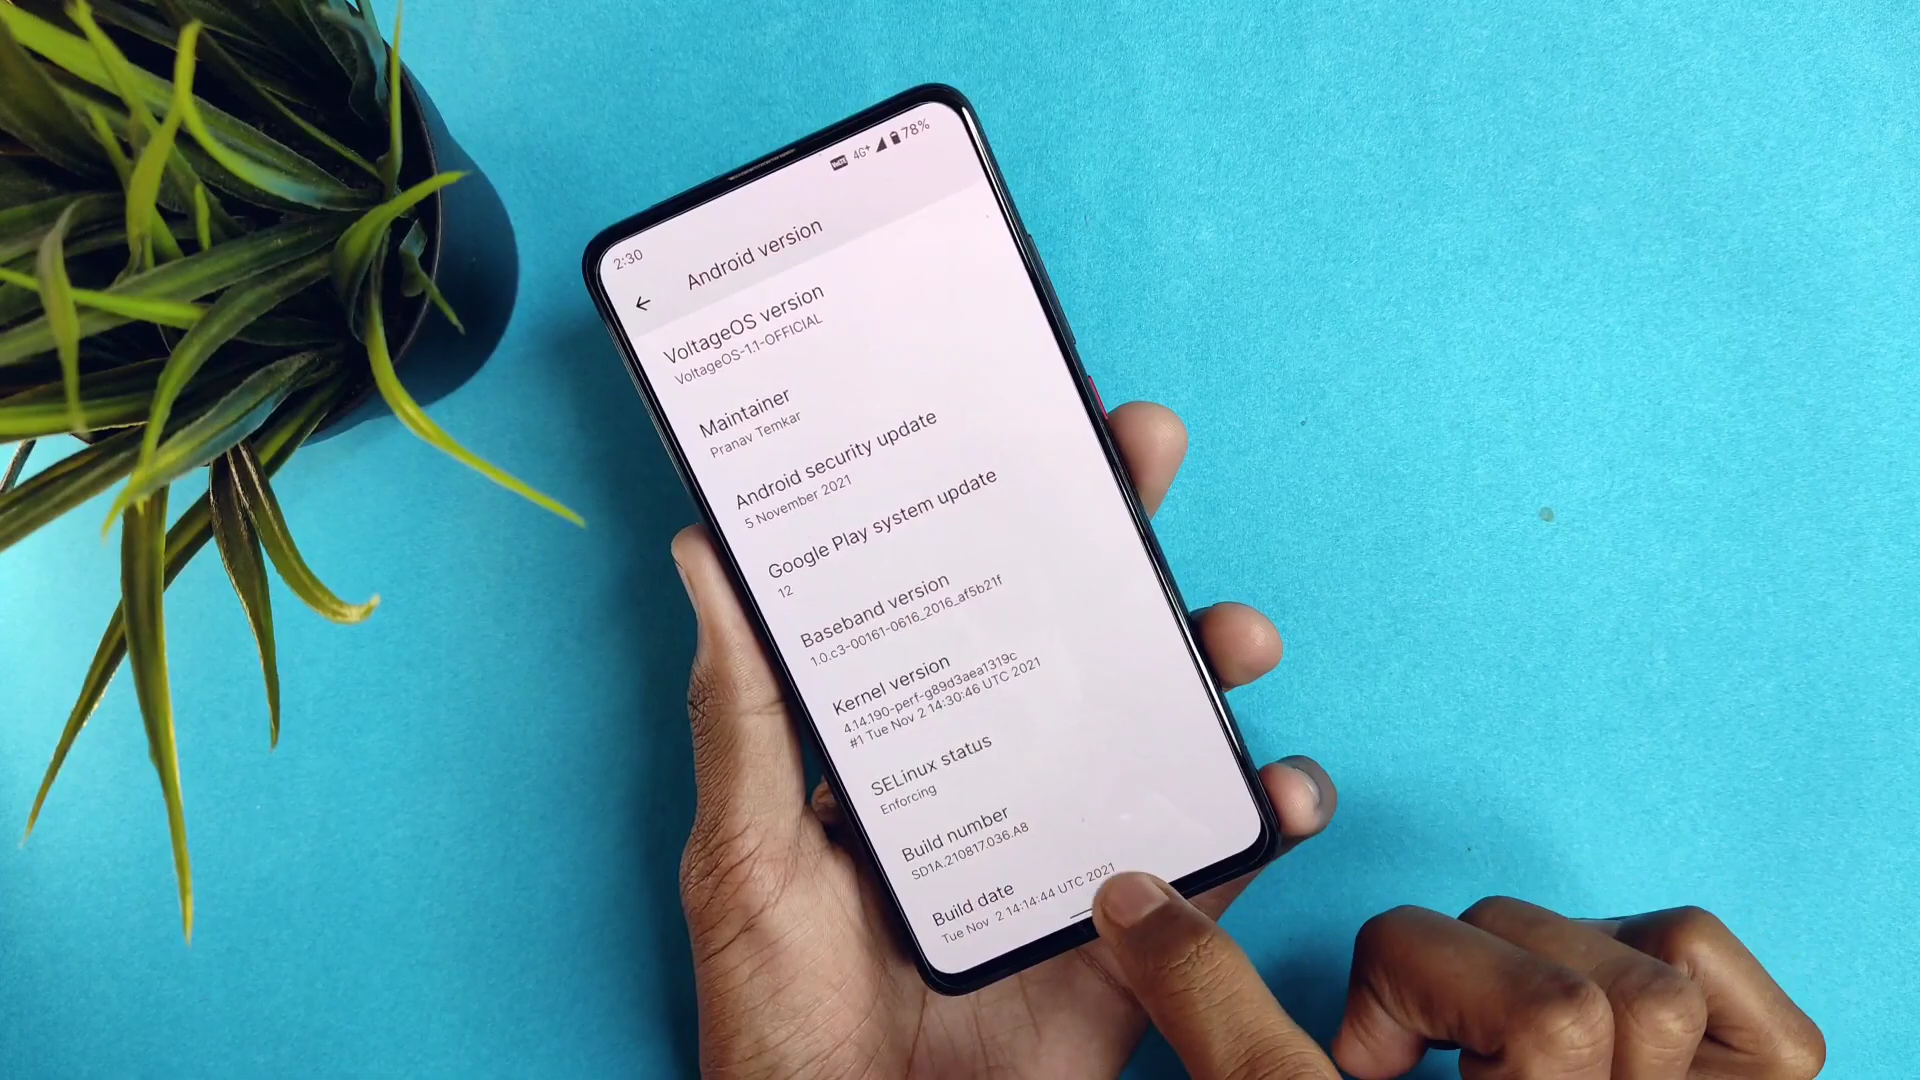 2:30
4G+ 78%
Android version
VoltageOS version
VoltageOS-1.1-OFFICIAL
Maintainer
Pranav Temkar
Android security update
5 November 2021
Google Play system update
12
Baseband version
1.0.c3-00161-0616_2016_af5b21f
Kernel version
4.14.190-perf-g89d3aea1319c
#1 Tue Nov 2 14:30:46 UTC 2021
SELinux status
Enforcing
Build number
SD1A.210817.036.A8
Build date
Tue Nov 2 14:14:44 UTC 2021